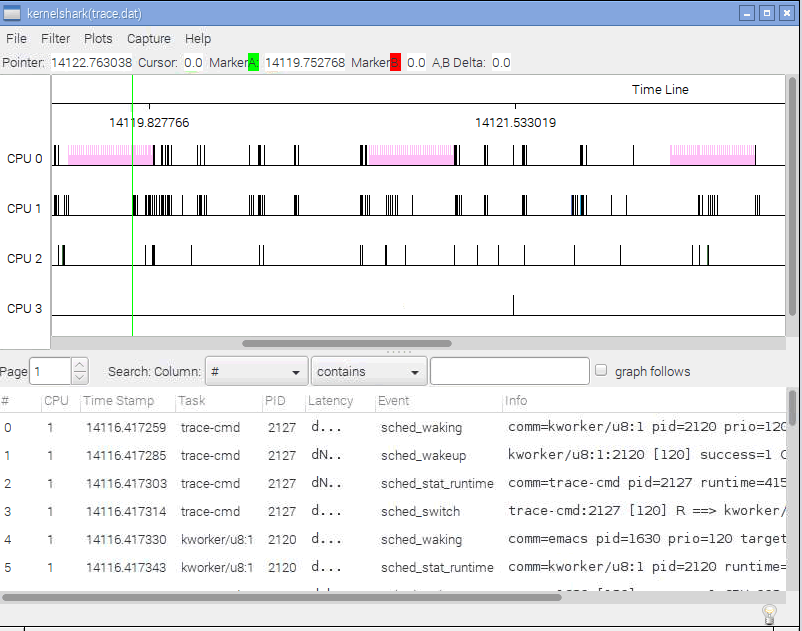 kernelshark(trace.dat)
File Filter Plots Capture Help
Pointer: 14122.763038 Cursor: 0.0 MarkerA: 14119.752768 MarkerB: 0.0 A,B Delta: 0.0
Time Line
14119.827766 14121.533019
CPU 0
CPU 1
CPU 2
CPU 3
Page 1 Search: Column: # contains graph follows
# CPU Time Stamp Task PID Latency Event Info
0 1 14116.417259 trace-cmd 2127 d... sched_waking comm=kworker/u8:1 pid=2120 prio=120
1 1 14116.417285 trace-cmd 2127 dN.. sched_wakeup kworker/u8:1:2120 [120] success=1 C
2 1 14116.417303 trace-cmd 2127 dN.. sched_stat_runtime comm=trace-cmd pid=2127 runtime=415
3 1 14116.417314 trace-cmd 2127 d... sched_switch trace-cmd:2127 [120] R ==> kworker/
4 1 14116.417330 kworker/u8:1 2120 d... sched_waking comm=emacs pid=1630 prio=120 target
5 1 14116.417343 kworker/u8:1 2120 d... sched_stat_runtime comm=kworker/u8:1 pid=2120 runtime=